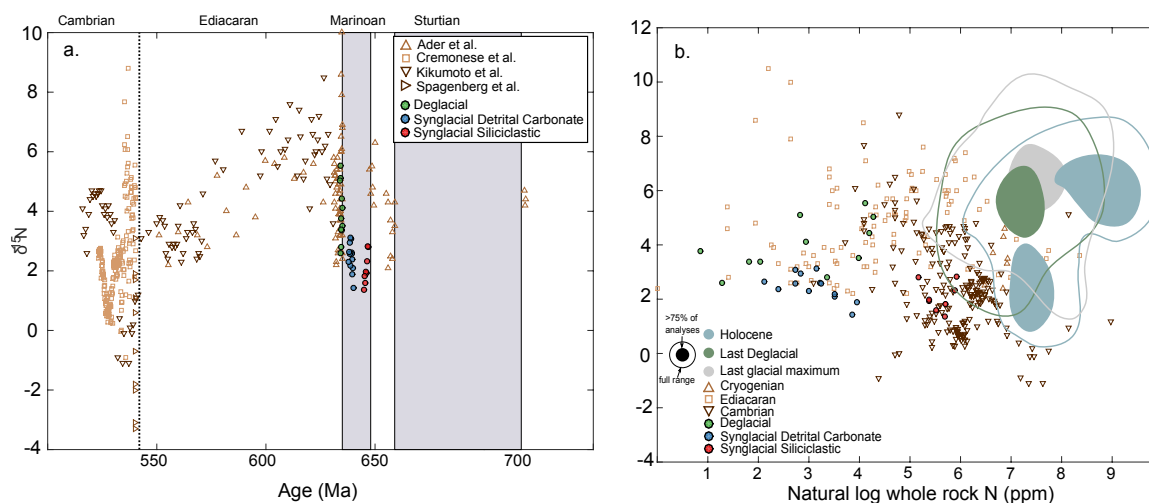 Cambrian Ediacaran Marinoan Sturtian
a.
Ader et al.
Cremonese et al.
Kikumoto et al.
Spagenberg et al.
Deglacial
Synglacial Detrital Carbonate
Synglacial Siliciclastic
10
8
6
4
2
0
-2
-4
δ15N
550 600 650 700
Age (Ma)
b.
12
10
8
6
4
2
0
-2
-4
>75% of
analyses
full range
Holocene
Last Deglacial
Last glacial maximum
Cryogenian
Ediacaran
Cambrian
Deglacial
Synglacial Detrital Carbonate
Synglacial Siliciclastic
1 2 3 4 5 6 7 8 9
Natural log whole rock N (ppm)